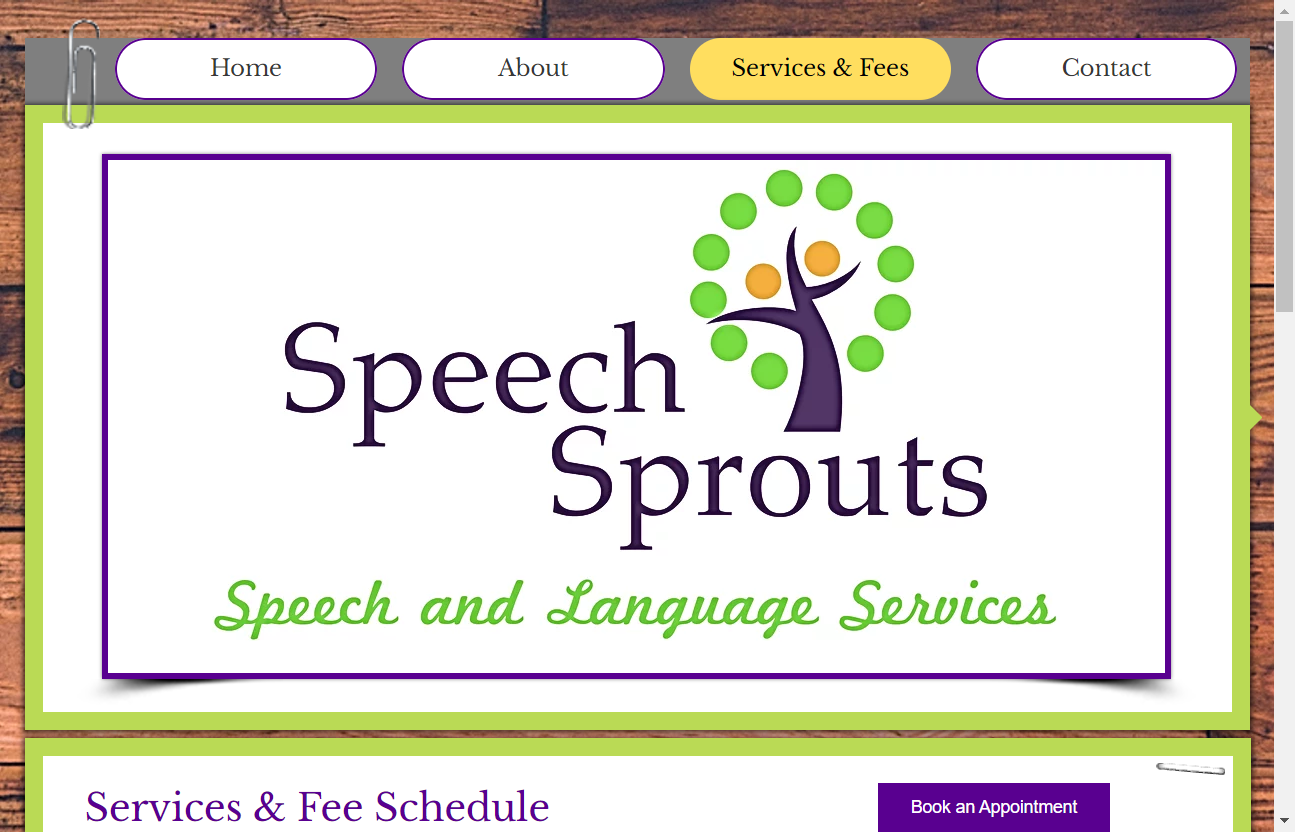 Home
About
Services & Fees
Contact
Speech
Sprouts
Speech and Language Services
Services & Fee Schedule
Book an Appointment